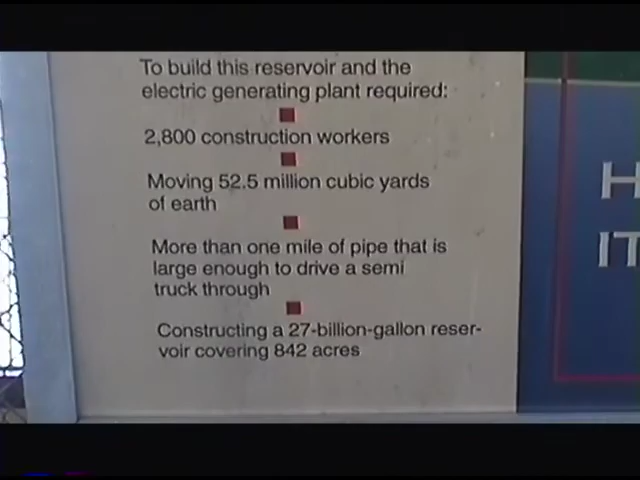 To build this reservoir and the
electric generating plant required:
2,800 construction workers
Moving 52.5 million cubic yards
of earth
More than one mile of pipe that is
large enough to drive a semi
truck through
Constructing a 27-billion-gallon reser-
voir covering 842 acres
H
IT